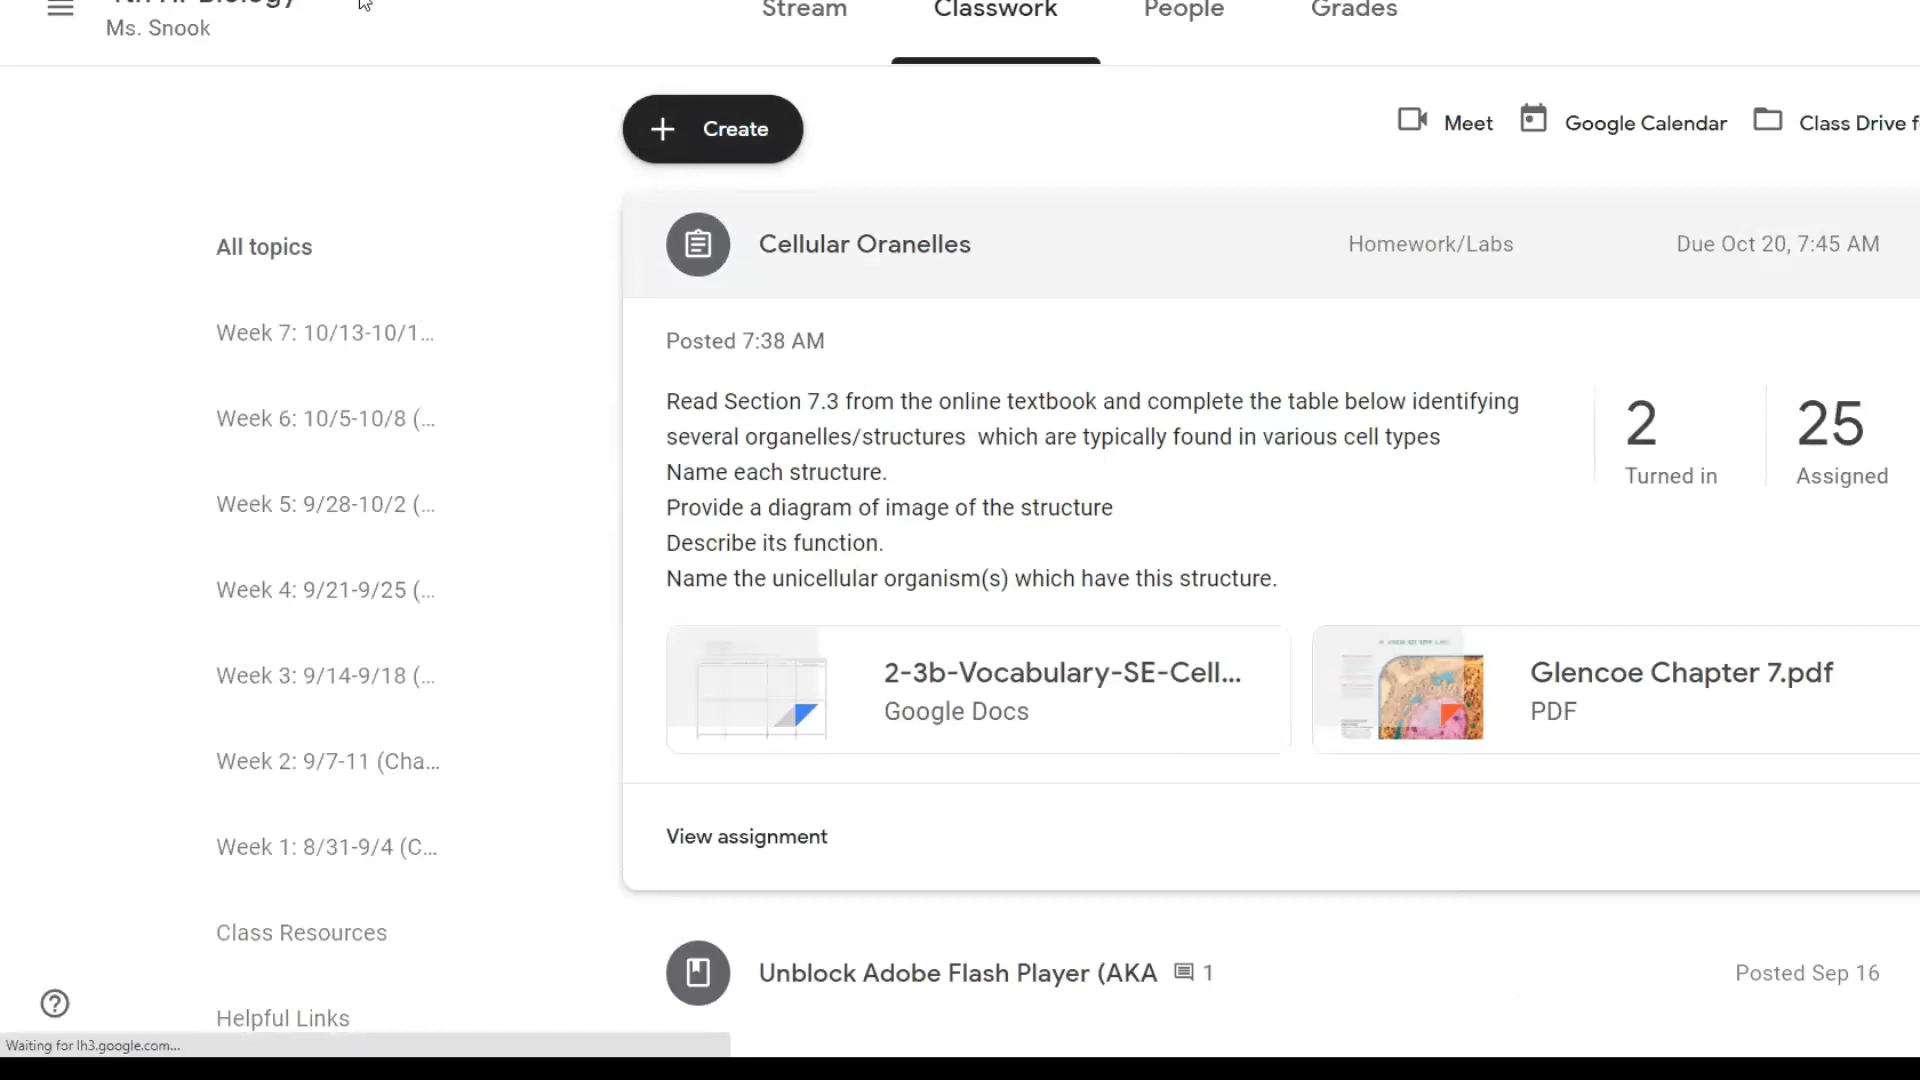 Biology
Ms. Snook
Stream
Classwork
People
Grades
Create
Meet
Google Calendar
Class Drive f
All topics
Week 7: 10/13-10/1...
Week 6: 10/5-10/8 (...
Week 5: 9/28-10/2 (...
Week 4: 9/21-9/25 (...
Week 3: 9/14-9/18 (...
Week 2: 9/7-11 (Cha...
Week 1: 8/31-9/4 (C...
Class Resources
Helpful Links
Cellular Oranelles
Homework/Labs
Due Oct 20, 7:45 AM
Posted 7:38 AM
Read Section 7.3 from the online textbook and complete the table below identifying
several organelles/structures which are typically found in various cell types
Name each structure.
Provide a diagram of image of the structure
Describe its function.
Name the unicellular organism(s) which have this structure.
2
Turned in
25
Assigned
2-3b-Vocabulary-SE-Cell...
Google Docs
Glencoe Chapter 7.pdf
PDF
View assignment
Unblock Adobe Flash Player (AKA
1
Posted Sep 16
Waiting for lh3.google.com...